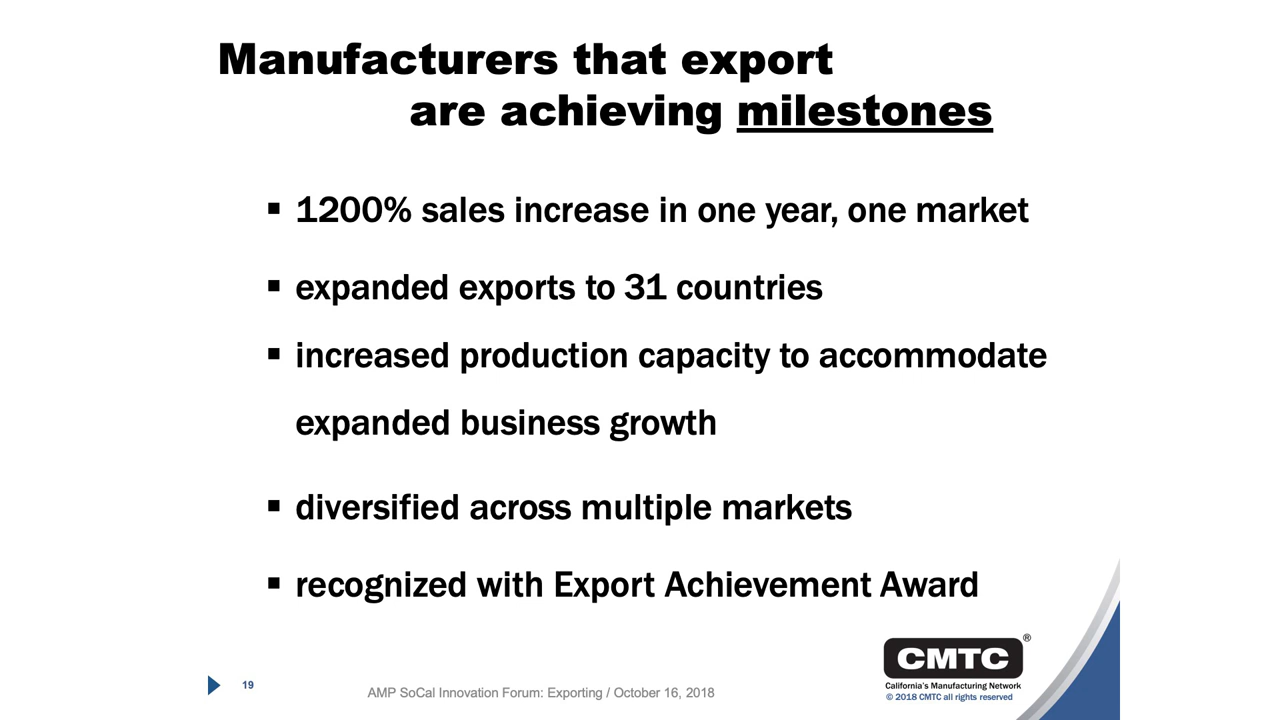 Manufacturers that export
are achieving milestones
▪ 1200% sales increase in one year, one market
▪ expanded exports to 31 countries
▪ increased production capacity to accommodate
expanded business growth
▪ diversified across multiple markets
▪ recognized with Export Achievement Award
CMTC®
California's Manufacturing Network
© 2018 CMTC all rights reserved
19
AMP SoCal Innovation Forum: Exporting / October 16, 2018